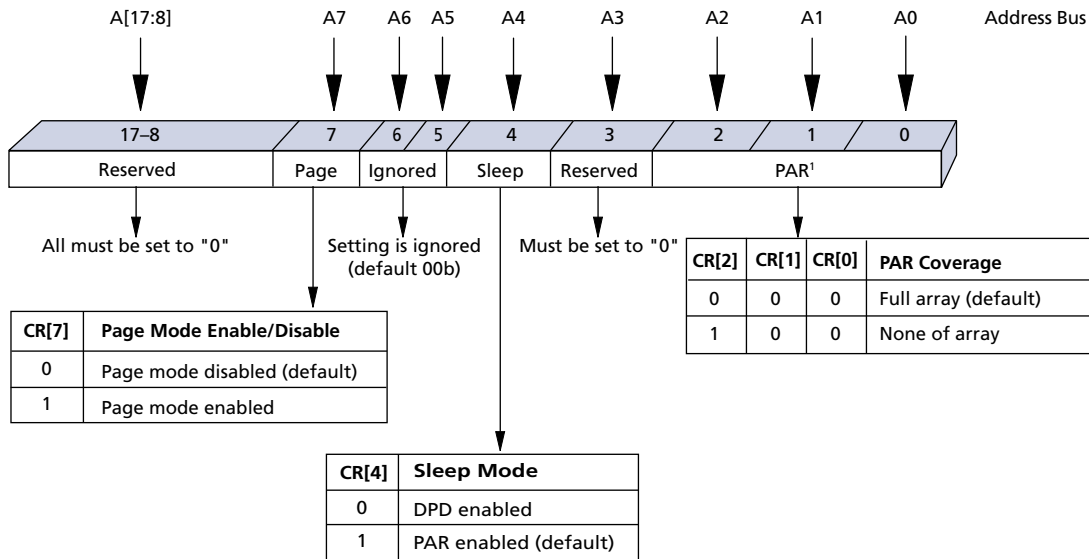 A[17:8] A7 A6 A5 A4 A3 A2 A1 A0 Address Bus
17–8 7 6 5 4 3 2 1 0
Reserved Page Ignored Sleep Reserved PAR¹
All must be set to "0"
Setting is ignored
(default 00b)
Must be set to "0"
CR[2] CR[1] CR[0] PAR Coverage
0 0 0 Full array (default)
1 0 0 None of array
CR[7] Page Mode Enable/Disable
0 Page mode disabled (default)
1 Page mode enabled
CR[4] Sleep Mode
0 DPD enabled
1 PAR enabled (default)